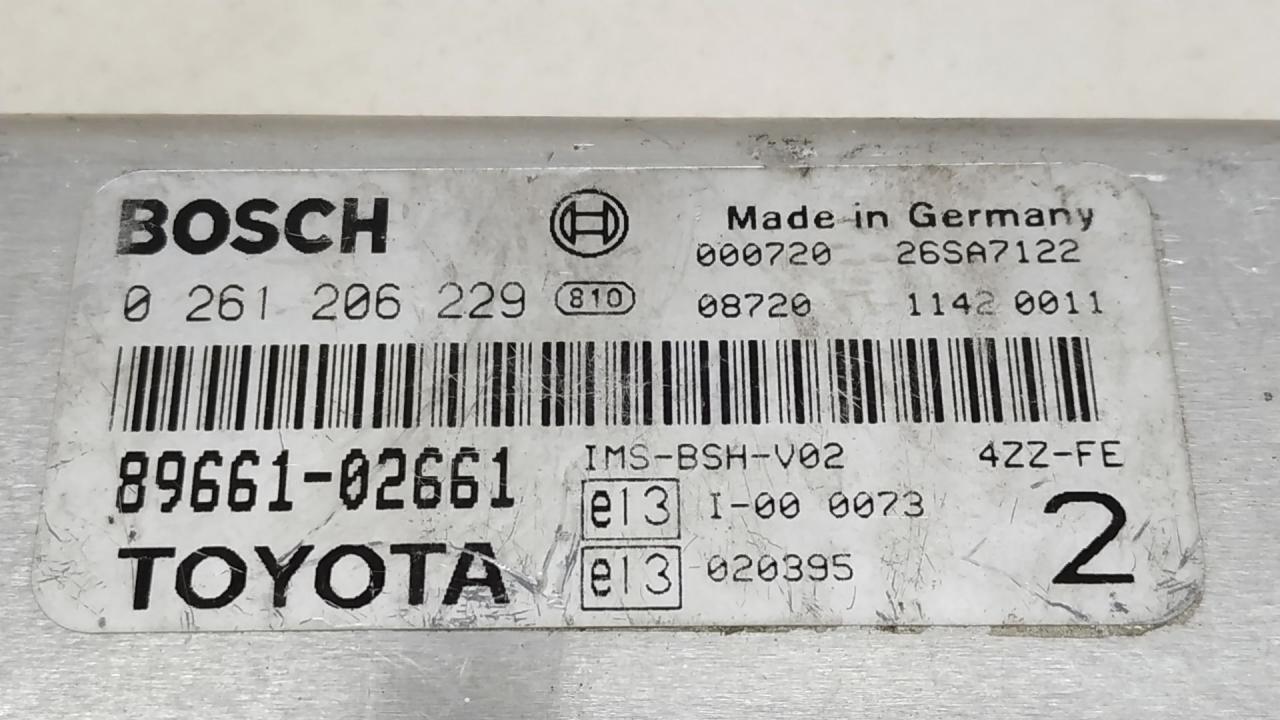 BOSCH
Made in Germany
000720 26SA7122
0 261 206 229 810
08720 1142 0011
89661-02661
IMS-BSH-V02 4ZZ-FE
e13 I-00 0073
2
TOYOTA
e13 020395